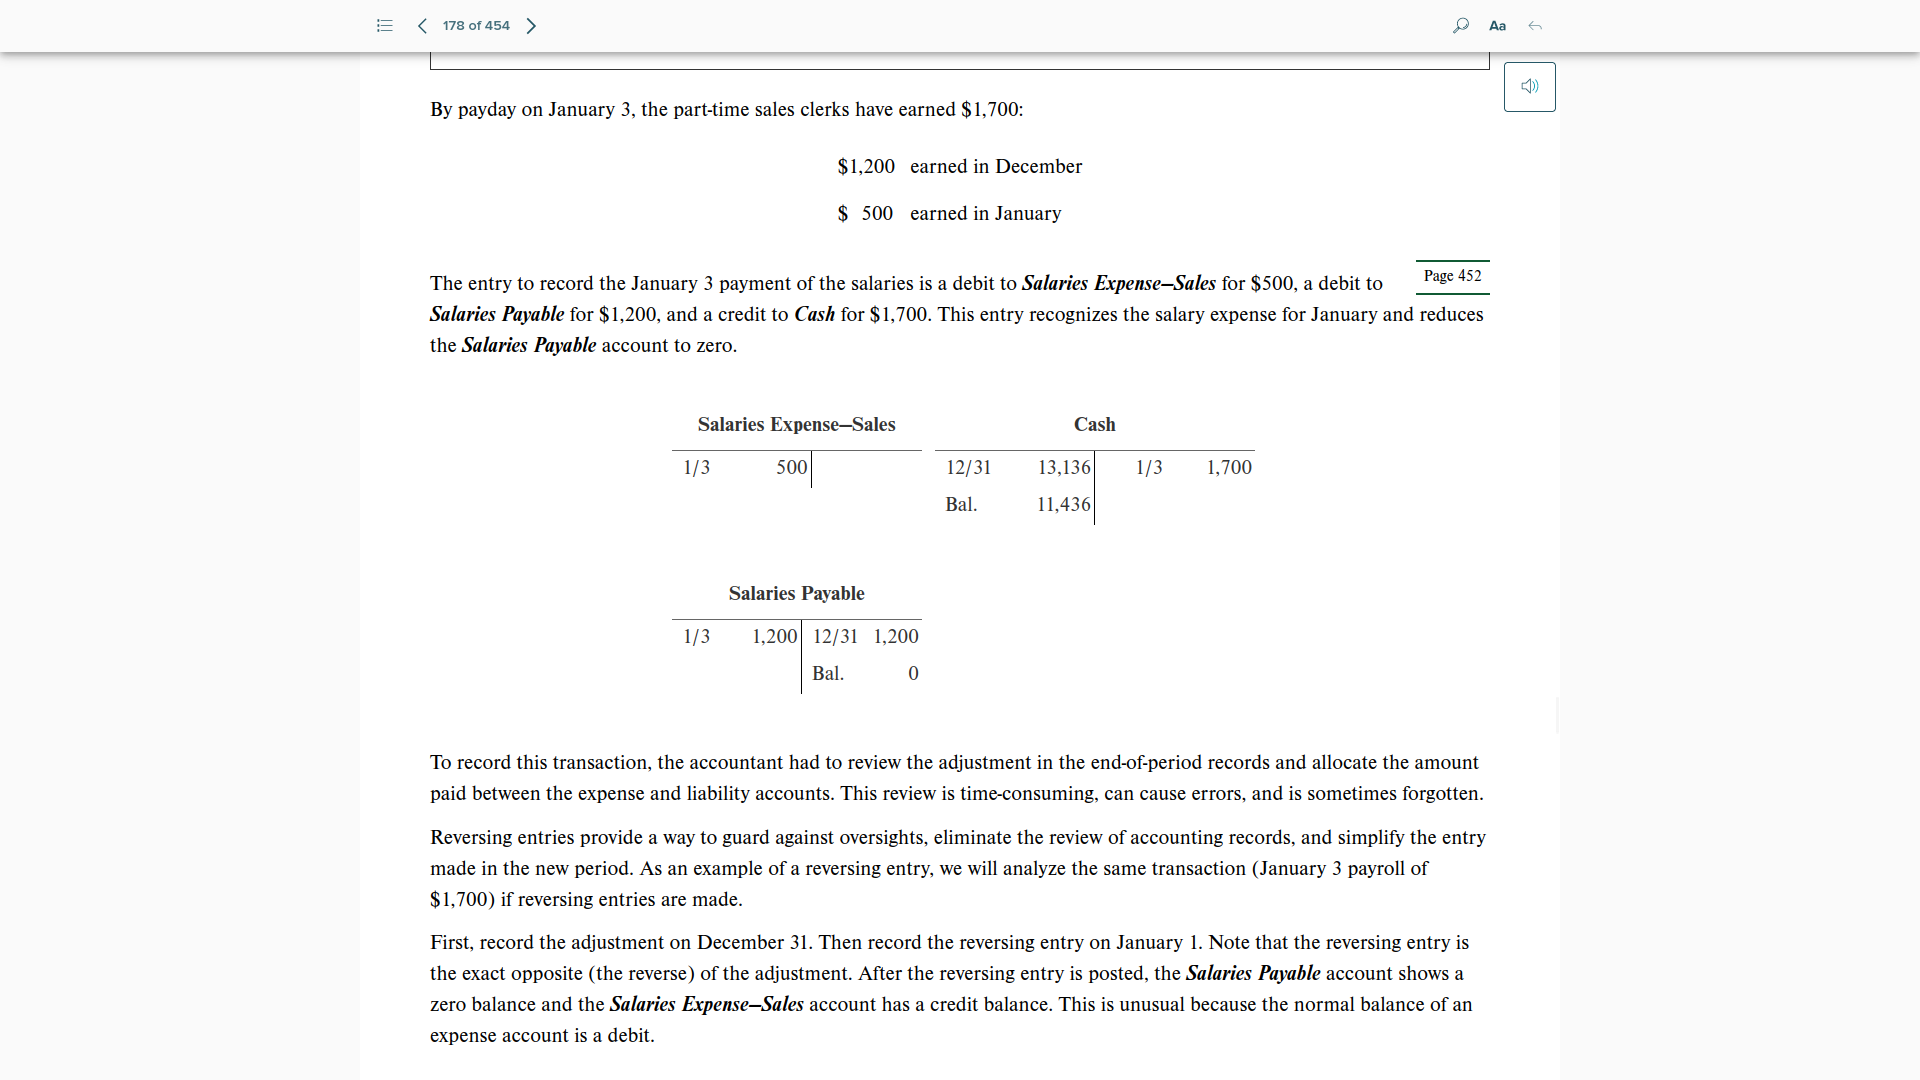 178 of 454
Aa
By payday on January 3, the part-time sales clerks have earned $1,700:
$1,200 earned in December
$ 500 earned in January
Page 452
The entry to record the January 3 payment of the salaries is a debit to Salaries Expense–Sales for $500, a debit to
Salaries Payable for $1,200, and a credit to Cash for $1,700. This entry recognizes the salary expense for January and reduces
the Salaries Payable account to zero.
Salaries Expense–Sales Cash
1/3 500 12/31 13,136 1/3 1,700
Bal. 11,436
Salaries Payable
1/3 1,200 12/31 1,200
Bal. 0
To record this transaction, the accountant had to review the adjustment in the end-of-period records and allocate the amount
paid between the expense and liability accounts. This review is time-consuming, can cause errors, and is sometimes forgotten.
Reversing entries provide a way to guard against oversights, eliminate the review of accounting records, and simplify the entry
made in the new period. As an example of a reversing entry, we will analyze the same transaction (January 3 payroll of
$1,700) if reversing entries are made.
First, record the adjustment on December 31. Then record the reversing entry on January 1. Note that the reversing entry is
the exact opposite (the reverse) of the adjustment. After the reversing entry is posted, the Salaries Payable account shows a
zero balance and the Salaries Expense–Sales account has a credit balance. This is unusual because the normal balance of an
expense account is a debit.